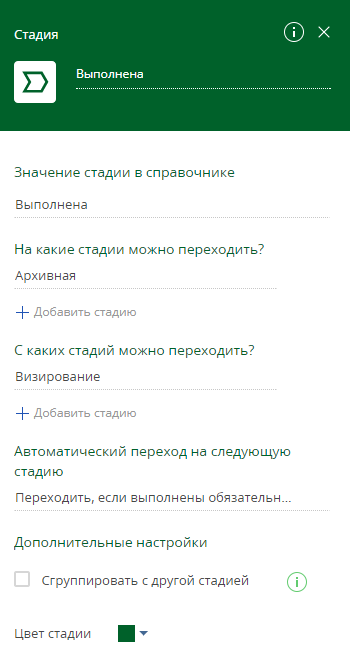 Стадия
Выполнена
Значение стадии в справочнике
Выполнена
На какие стадии можно переходить?
Архивная
Добавить стадию
С каких стадий можно переходить?
Визирование
Добавить стадию
Автоматический переход на следующую
стадию
Переходить, если выполнены обязательн...
Дополнительные настройки
Сгруппировать с другой стадией
Цвет стадии